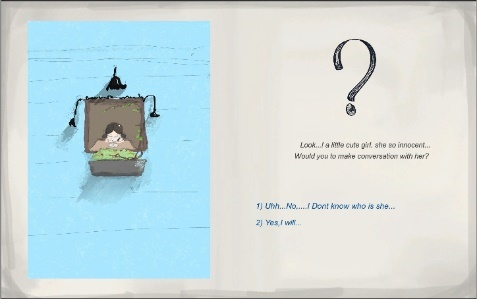 ?
Look...! a little cute girl, she so innocent...
Would you to make conversation with her?
1) Uhh...No,....I Dont know who is she...
2) Yes,I will...